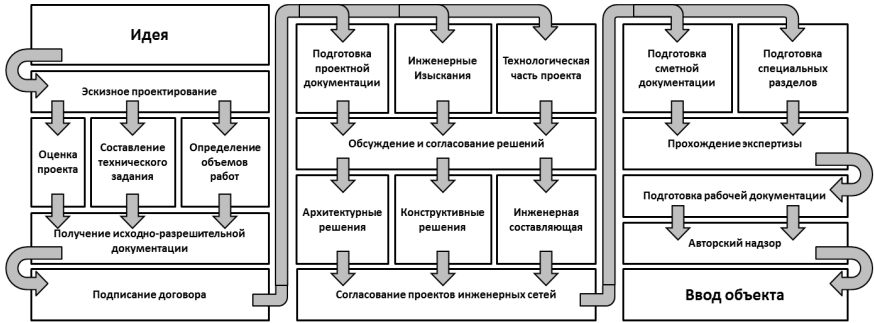 Идея
Эскизное проектирование
Оценка
проекта
Составление
технического
задания
Определение
объемов
работ
Получение исходно-разрешительной
документации
Подписание договора
Подготовка
проектной
документации
Инженерные
Изыскания
Технологическая
часть проекта
Обсуждение и согласование решений
Архитектурные
решения
Конструктивные
решения
Инженерная
составляющая
Согласование проектов инженерных сетей
Подготовка
сметной
документации
Подготовка
специальных
разделов
Прохождение экспертизы
Подготовка рабочей документации
Авторский надзор
Ввод объекта